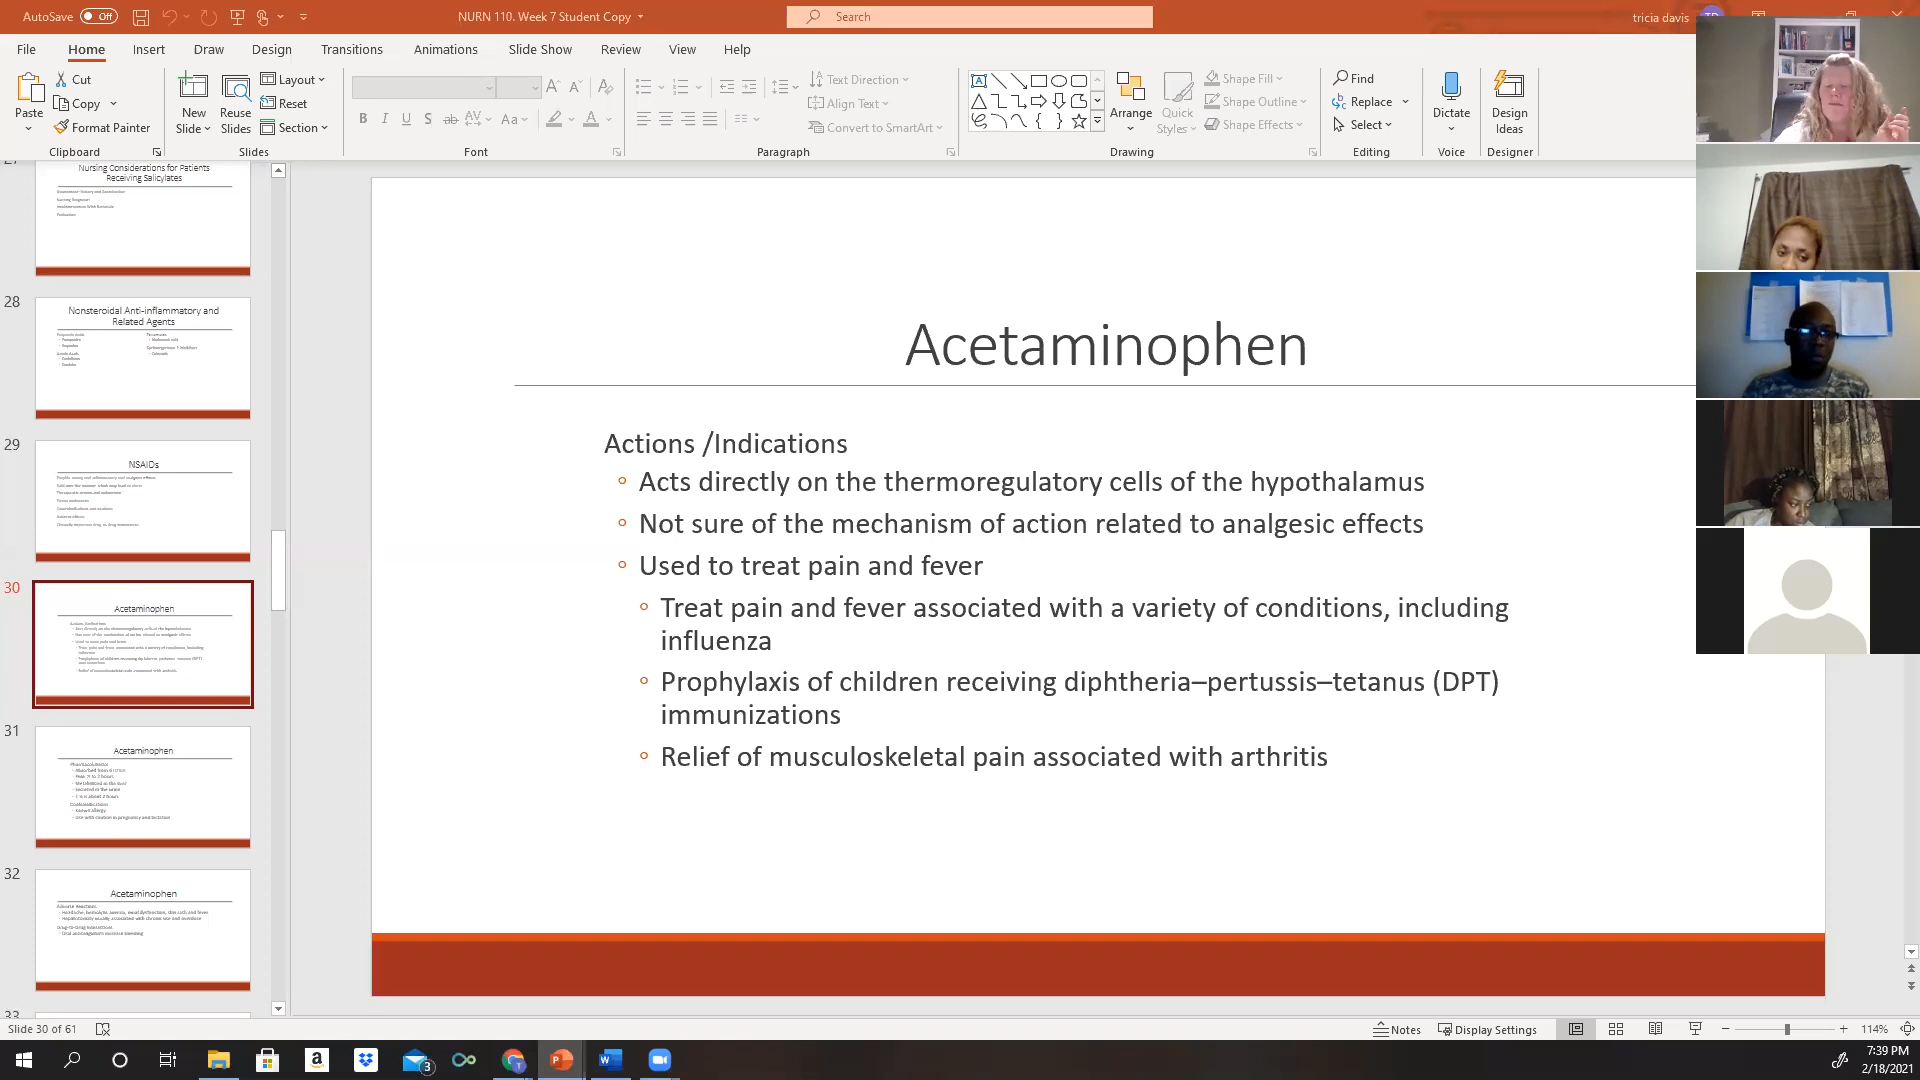 AutoSave Off
NURN 110. Week 7 Student Copy
Search
tricia davis
File Home Insert Draw Design Transitions Animations Slide Show Review View Help
Paste
Cut
Copy
Format Painter
Clipboard
New Slide
Reuse Slides
Layout
Reset
Section
Slides
B I U S ab AV Aa A
Font
Text Direction
Align Text
Convert to SmartArt
Paragraph
Arrange
Quick Styles
Shape Fill
Shape Outline
Shape Effects
Drawing
Find
Replace
Select
Editing
Dictate
Voice
Design Ideas
Designer
27
Nursing Considerations for Patients
Receiving Salicylates
28
Nonsteroidal Anti-inflammatory and
Related Agents
29
NSAIDs
30
Acetaminophen
31
Acetaminophen
32
Acetaminophen
33
Acetaminophen
Actions /Indications
Acts directly on the thermoregulatory cells of the hypothalamus
Not sure of the mechanism of action related to analgesic effects
Used to treat pain and fever
Treat pain and fever associated with a variety of conditions, including
influenza
Prophylaxis of children receiving diphtheria–pertussis–tetanus (DPT)
immunizations
Relief of musculoskeletal pain associated with arthritis
Slide 30 of 61
Notes
Display Settings
114%
3
7:39 PM
2/18/2021